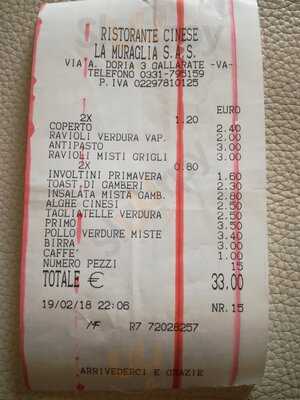 RISTORANTE CINESE
LA MURAGLIA S.A.S.
VIA A. DORIA 3 GALLARATE -VA-
TELEFONO 0331-795159
P.IVA 02297810125
EURO
2X 1.20
COPERTO 2.40
RAVIOLI VERDURA VAP. 2.00
ANTIPASTO 3.00
RAVIOLI MISTI GRIGLI 3.00
2X 0.80
INVOLTINI PRIMAVERA 1.60
TOAST DI GAMBERI 2.30
INSALATA MISTA GAMB. 2.80
ALGHE CINESI 2.50
TAGLIATELLE VERDURA 2.50
PRIMO 3.50
POLLO VERDURE MISTE 3.40
BIRRA 3.00
CAFFE' 1.00
NUMERO PEZZI 15
TOTALE € 33.00
19/02/18 22:06 NR.15
MF R7 72026257
ARRIVEDERCI E GRAZIE